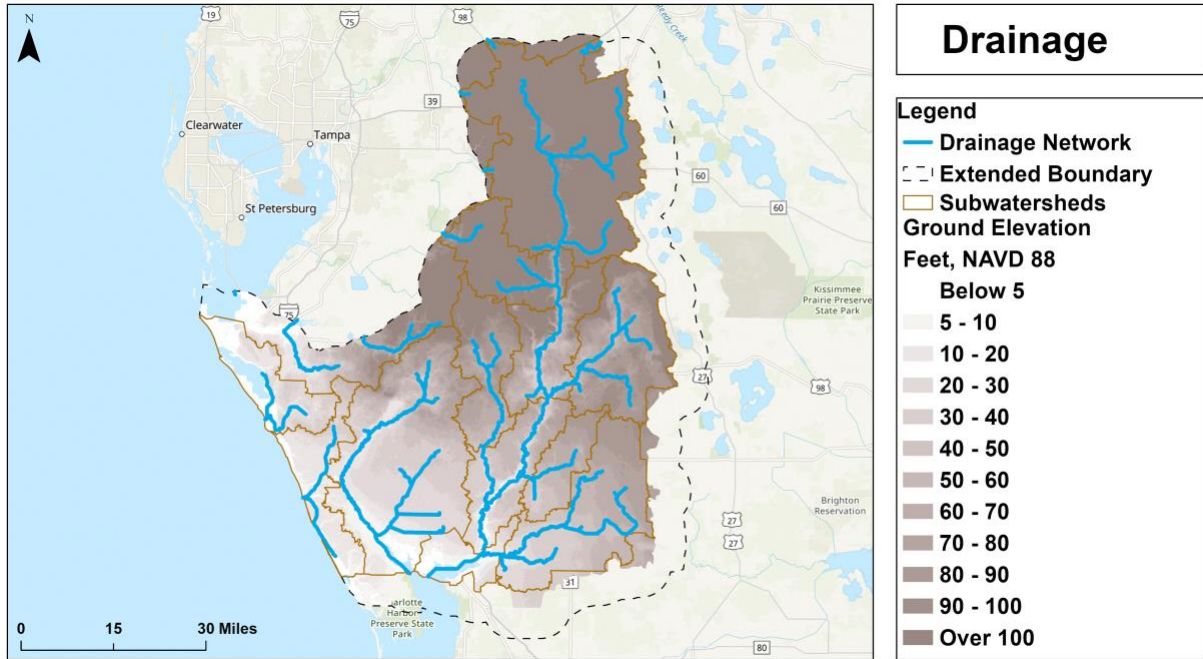 N
19
75
98
Reedy Creek
39
Clearwater
Tampa
60
60
St Petersburg
75
Kissimmee
Prairie Preserve
State Park
27
98
Brighton
Reservation
27
27
31
arlotte
Harbor
Preserve State
Park
80
0 15 30 Miles
Drainage
Legend
Drainage Network
Extended Boundary
Subwatersheds
Ground Elevation
Feet, NAVD 88
Below 5
5 - 10
10 - 20
20 - 30
30 - 40
40 - 50
50 - 60
60 - 70
70 - 80
80 - 90
90 - 100
Over 100